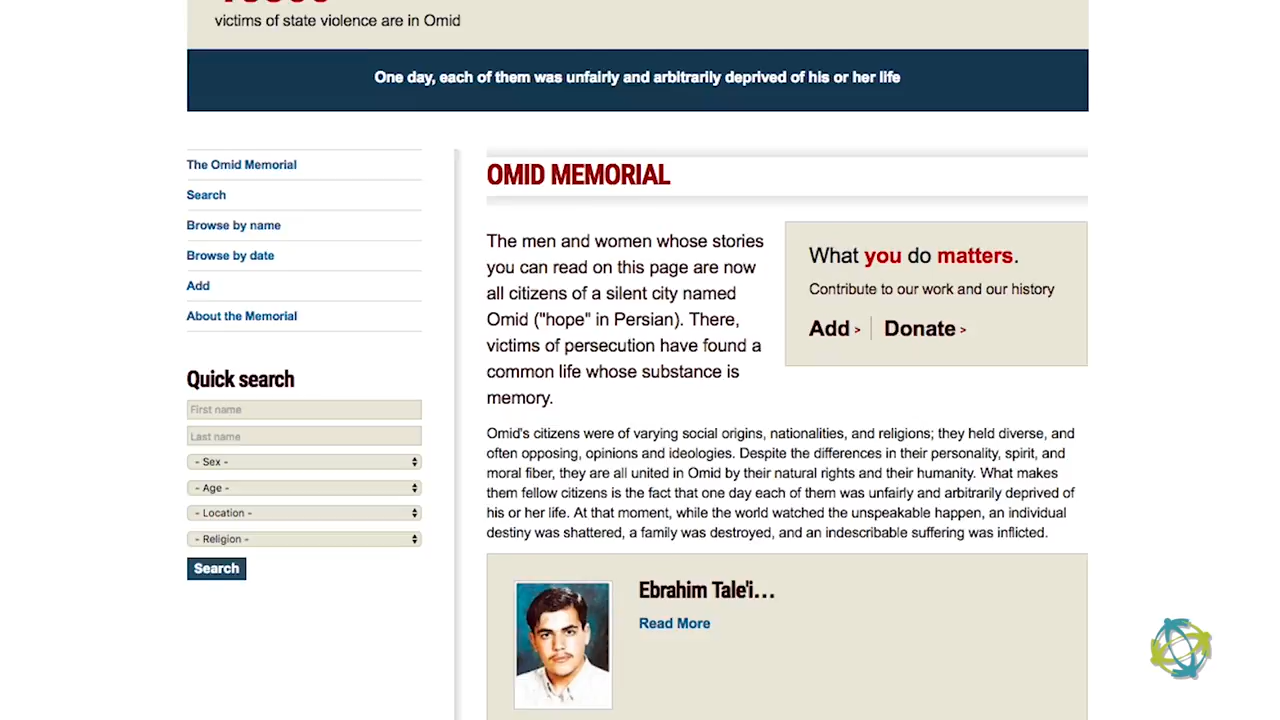 victims of state violence are in Omid
One day, each of them was unfairly and arbitrarily deprived of his or her life
The Omid Memorial
Search
Browse by name
Browse by date
Add
About the Memorial
Quick search
First name
Last name
- Sex -
- Age -
- Location -
- Religion -
Search
OMID MEMORIAL
The men and women whose stories
you can read on this page are now
all citizens of a silent city named
Omid ("hope" in Persian). There,
victims of persecution have found a
common life whose substance is
memory.
What you do matters.
Contribute to our work and our history
Add >
Donate >
Omid's citizens were of varying social origins, nationalities, and religions; they held diverse, and
often opposing, opinions and ideologies. Despite the differences in their personality, spirit, and
moral fiber, they are all united in Omid by their natural rights and their humanity. What makes
them fellow citizens is the fact that one day each of them was unfairly and arbitrarily deprived of
his or her life. At that moment, while the world watched the unspeakable happen, an individual
destiny was shattered, a family was destroyed, and an indescribable suffering was inflicted.
Ebrahim Tale'i...
Read More